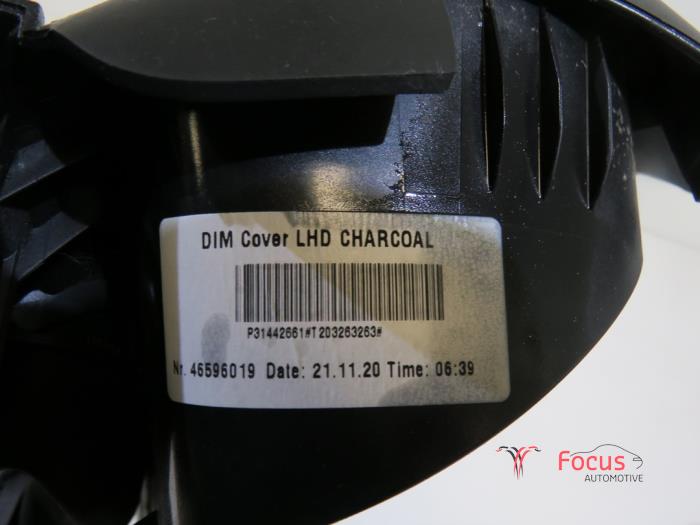 DIM Cover LHD CHARCOAL
P31442661#T203263263#
Nr. 46596019 Date: 21.11.20 Time: 06:39
Focus
AUTOMOTIVE